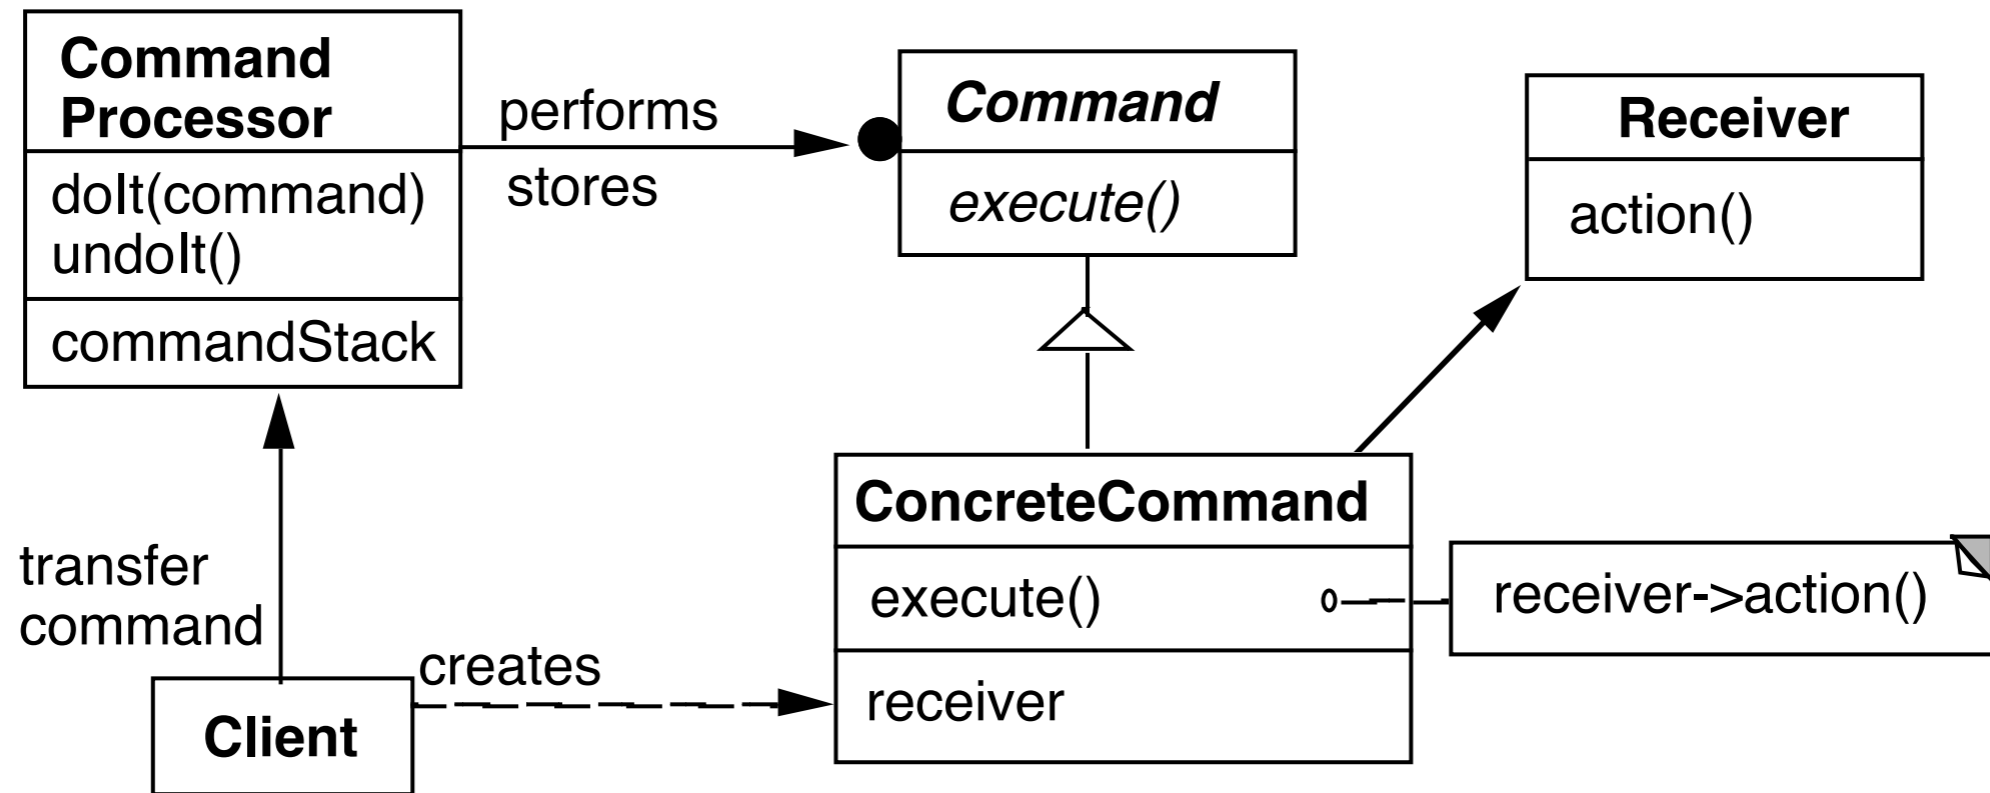 Command
Processor
doIt(command)
undoIt()
commandStack
performs
stores
Command
execute()
Receiver
action()
transfer
command
Client
creates
ConcreteCommand
execute()
receiver
receiver->action()